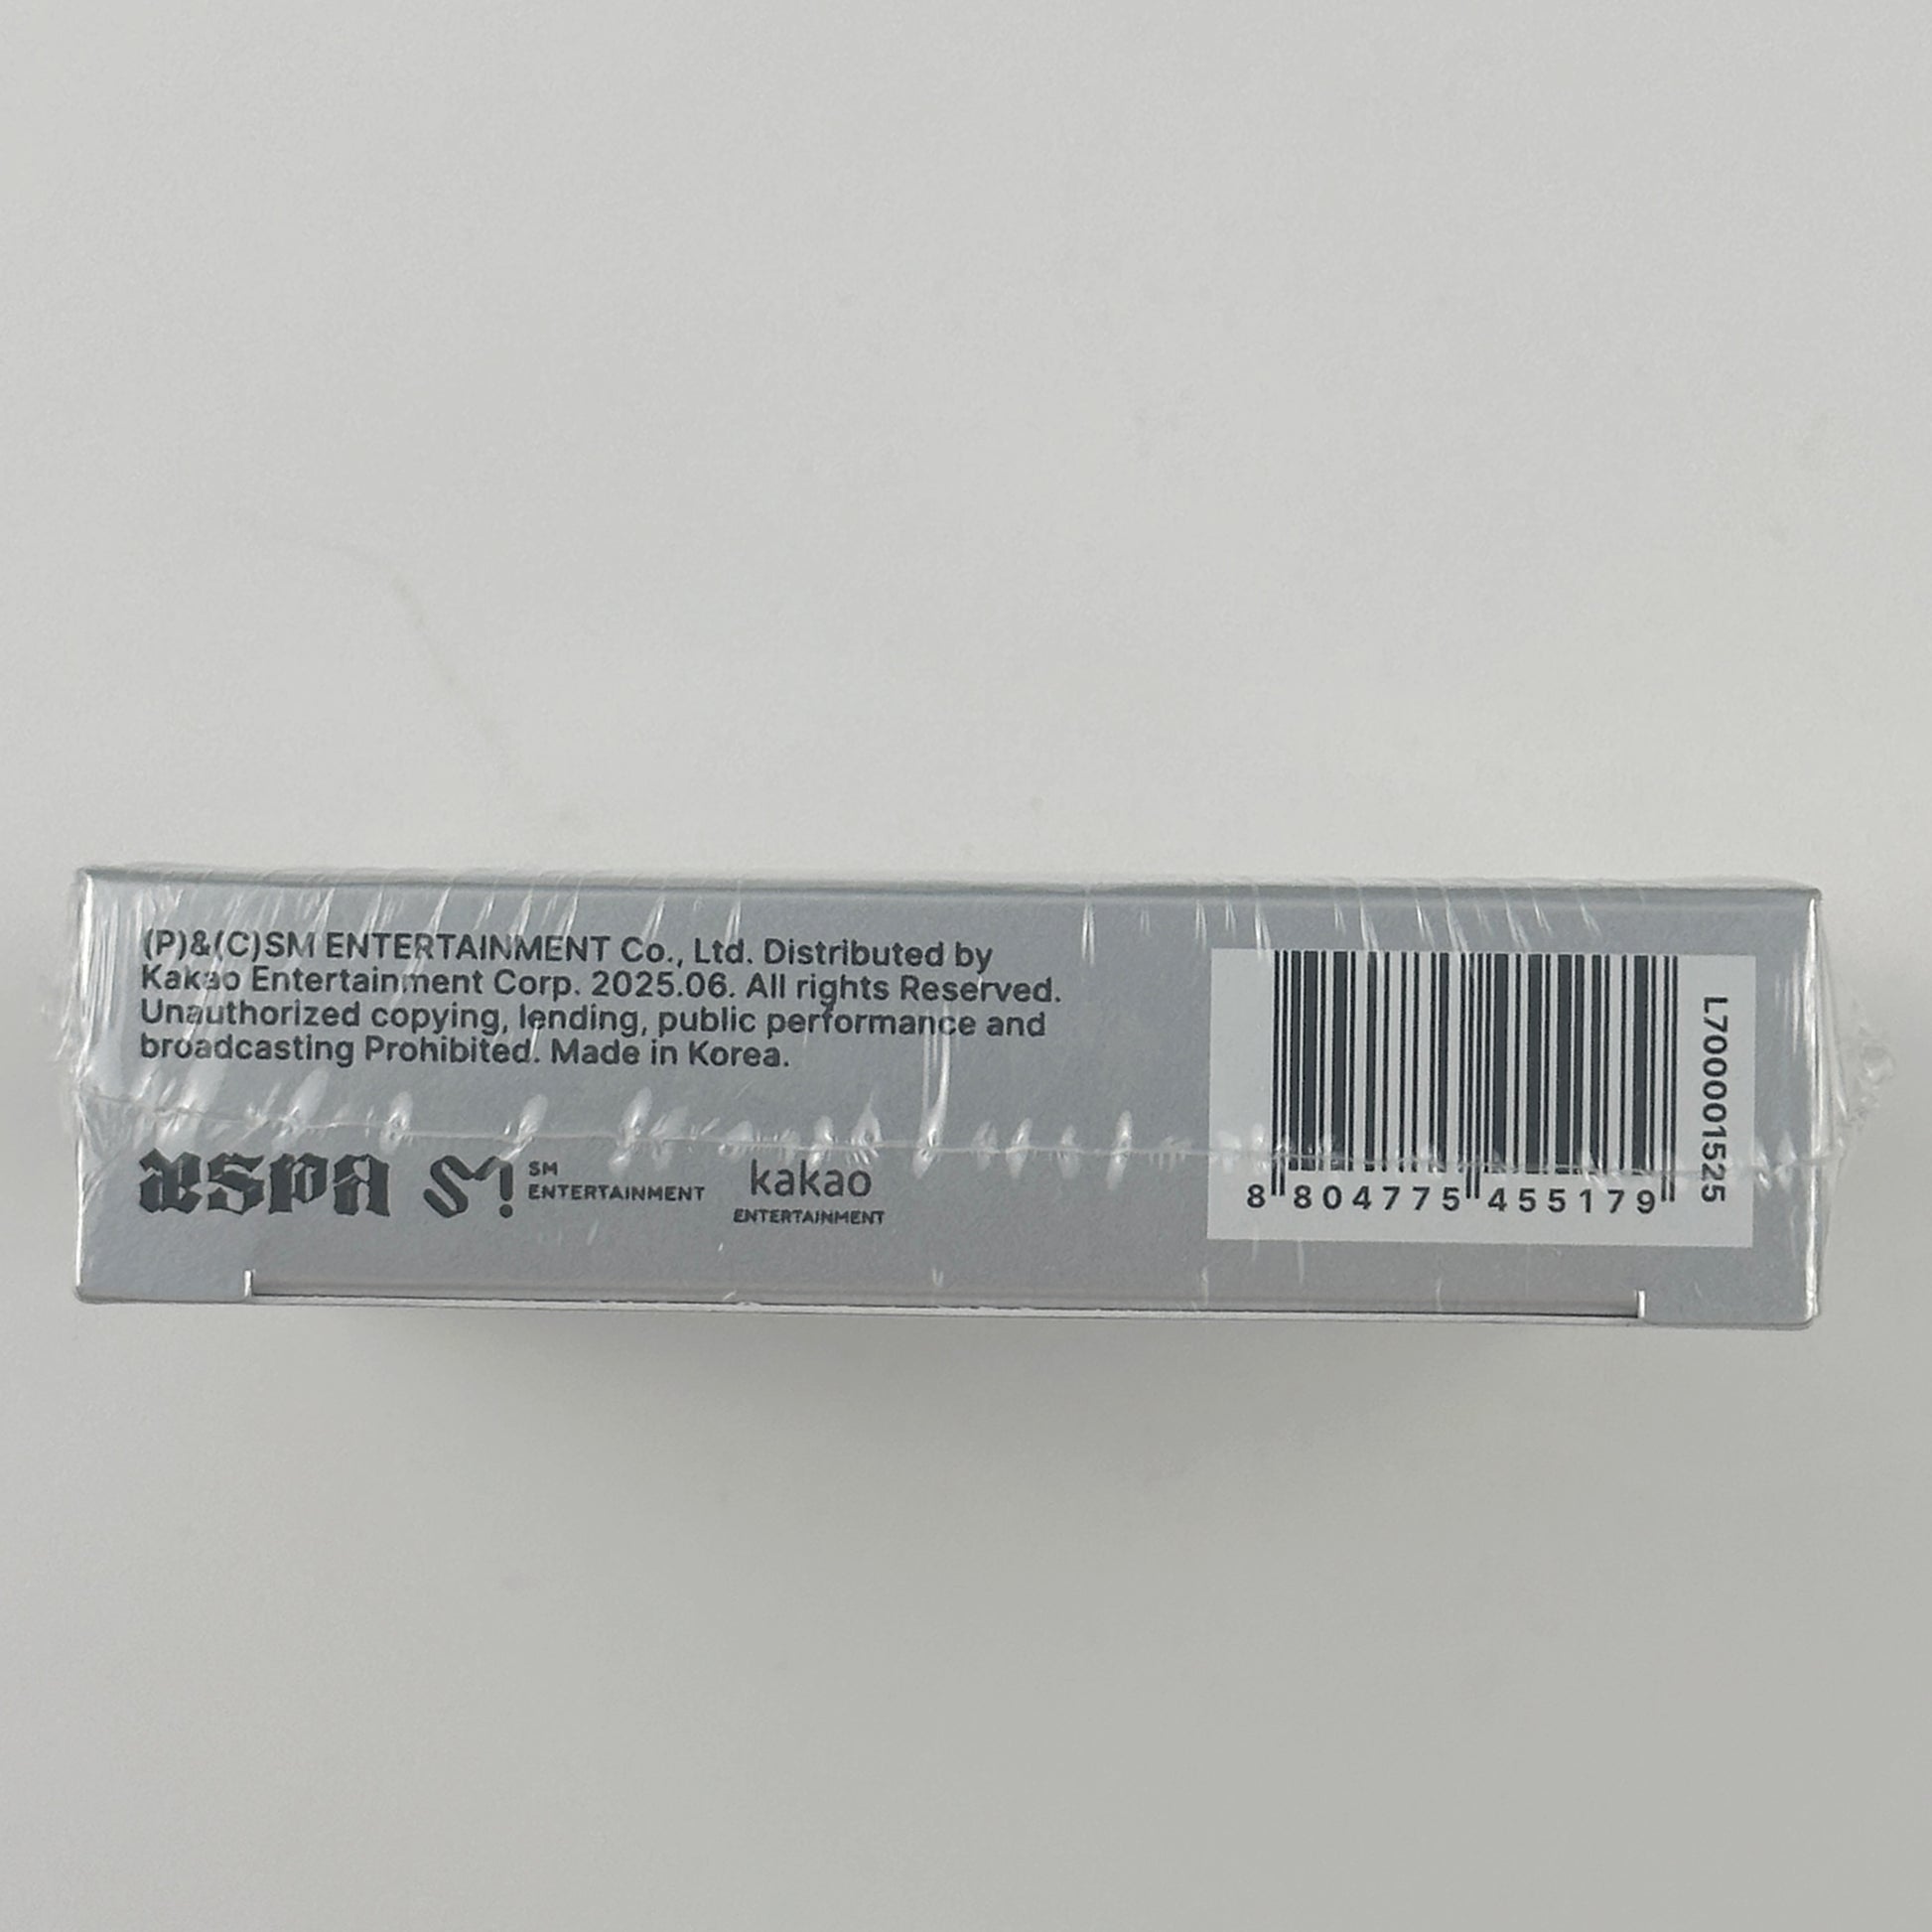 (P)&(C)SM ENTERTAINMENT Co., Ltd. Distributed by
Kakao Entertainment Corp. 2025.06. All rights Reserved.
Unauthorized copying, lending, public performance and
broadcasting Prohibited. Made in Korea.
æspa
SM
ENTERTAINMENT
kakao
ENTERTAINMENT
8 804775 455179
L700001525